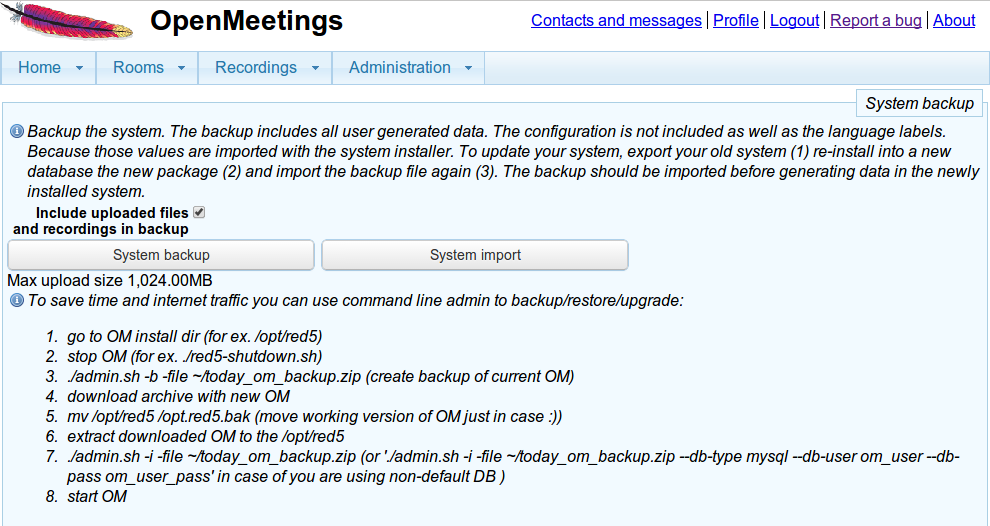 OpenMeetings
Contacts and messages | Profile | Logout | Report a bug | About
Home Rooms Recordings Administration
System backup
Backup the system. The backup includes all user generated data. The configuration is not included as well as the language labels.
Because those values are imported with the system installer. To update your system, export your old system (1) re-install into a new
database the new package (2) and import the backup file again (3). The backup should be imported before generating data in the newly
installed system.
Include uploaded files
and recordings in backup
System backup System import
Max upload size 1,024.00MB
To save time and internet traffic you can use command line admin to backup/restore/upgrade:
1. go to OM install dir (for ex. /opt/red5)
2. stop OM (for ex. ./red5-shutdown.sh)
3. ./admin.sh -b -file ~/today_om_backup.zip (create backup of current OM)
4. download archive with new OM
5. mv /opt/red5 /opt.red5.bak (move working version of OM just in case :))
6. extract downloaded OM to the /opt/red5
7. ./admin.sh -i -file ~/today_om_backup.zip (or './admin.sh -i -file ~/today_om_backup.zip --db-type mysql --db-user om_user --db-
pass om_user_pass' in case of you are using non-default DB )
8. start OM